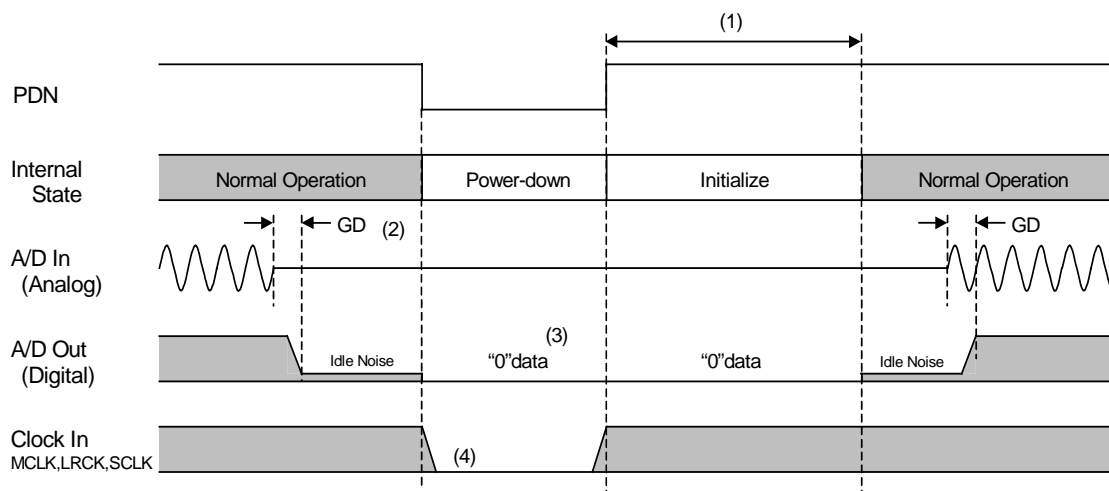 (1)
PDN
Internal
State
Normal Operation
Power-down
Initialize
Normal Operation
GD
(2)
GD
A/D In
(Analog)
A/D Out
(Digital)
Idle Noise
(3)
“0”data
“0”data
Idle Noise
Clock In
MCLK,LRCK,SCLK
(4)